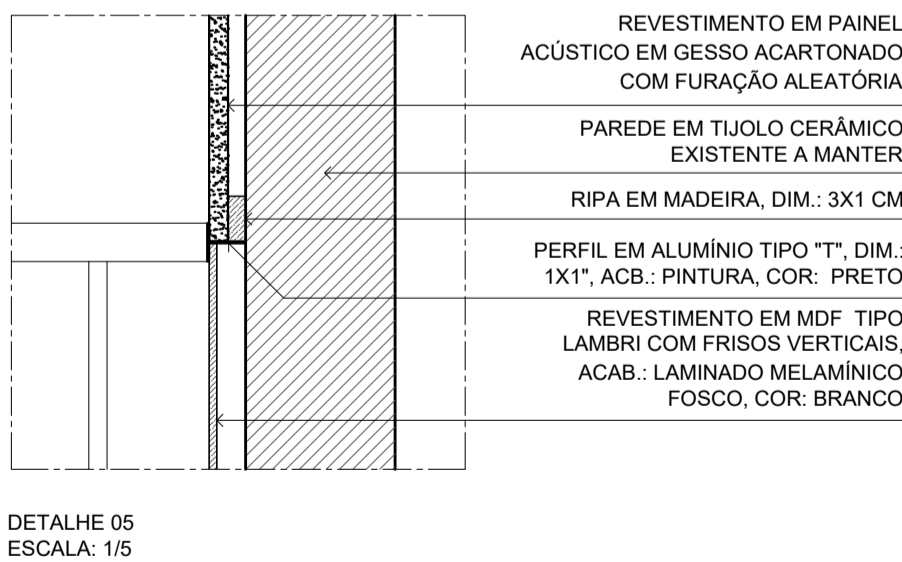 REVESTIMENTO EM PAINEL
ACÚSTICO EM GESSO ACARTONADO
COM FURAÇÃO ALEATÓRIA
PAREDE EM TIJOLO CERÂMICO
EXISTENTE A MANTER
RIPA EM MADEIRA, DIM.: 3X1 CM
PERFIL EM ALUMÍNIO TIPO "T", DIM.:
1X1", ACB.: PINTURA, COR: PRETO
REVESTIMENTO EM MDF TIPO
LAMBRI COM FRISOS VERTICAIS,
ACAB.: LAMINADO MELAMÍNICO
FOSCO, COR: BRANCO
DETALHE 05
ESCALA: 1/5